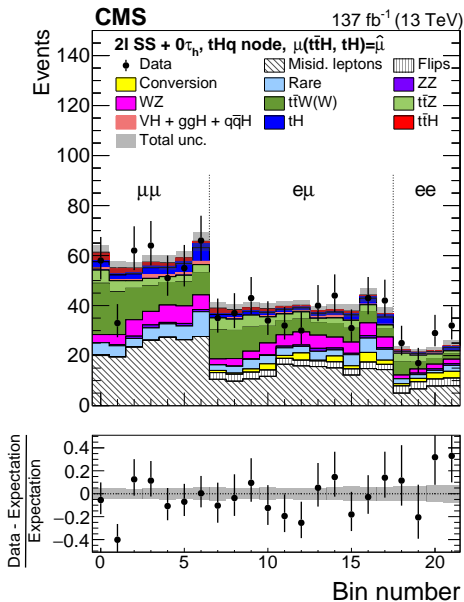 CMS 137 fb⁻¹ (13 TeV)
2l SS + 0τₕ, tHq node, μ(tt̄H, tH)=μ̂
Data Misid. leptons Flips
Conversion Rare ZZ
WZ tt̄W(W) tt̄Z
VH + ggH + qq̄H tH tt̄H
Total unc.
μμ eμ ee
Events
140
120
100
80
60
40
20
0
Data - Expectation
Expectation
0.4
0.2
0
−0.2
−0.4
0 5 10 15 20
Bin number